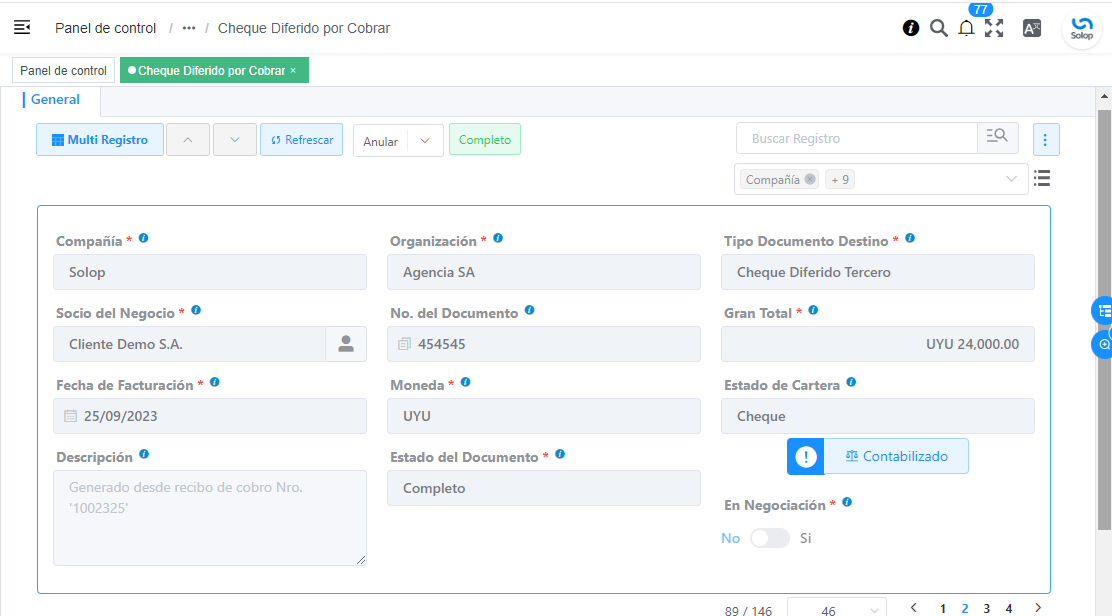 77
Panel de control / ••• / Cheque Diferido por Cobrar
Solop
Panel de control
Cheque Diferido por Cobrar ×
General
Multi Registro
Refrescar
Anular
Completo
Buscar Registro
Compañía
+ 9
Compañía *
Organización *
Tipo Documento Destino *
Solop
Agencia SA
Cheque Diferido Tercero
Socio del Negocio *
No. del Documento
Gran Total *
Cliente Demo S.A.
454545
UYU 24,000.00
Fecha de Facturación *
Moneda *
Estado de Cartera
25/09/2023
UYU
Cheque
Descripción
Estado del Documento *
Contabilizado
Generado desde recibo de cobro Nro.
'1002325'
Completo
En Negociación *
No
Si
89 / 146
46
1 2 3 4